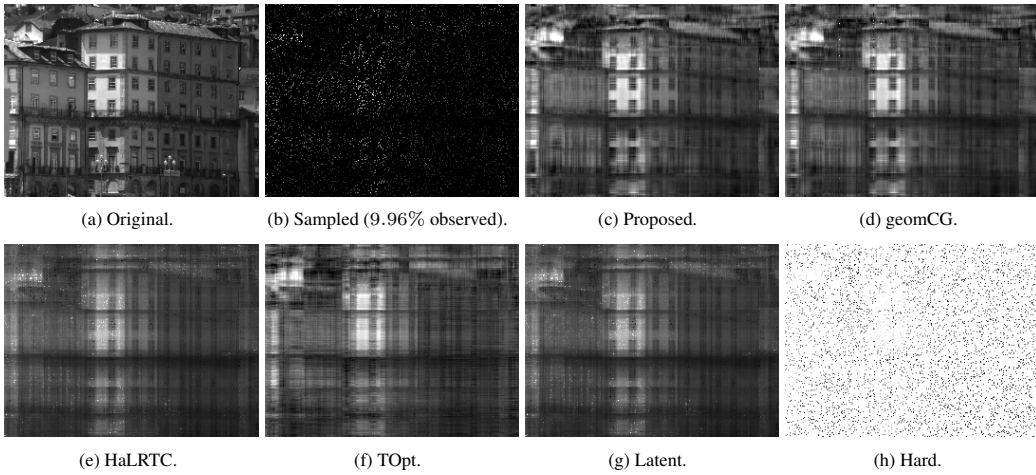 (a) Original.
(b) Sampled (9.96% observed).
(c) Proposed.
(d) geomCG.
(e) HaLRTC.
(f) TOpt.
(g) Latent.
(h) Hard.